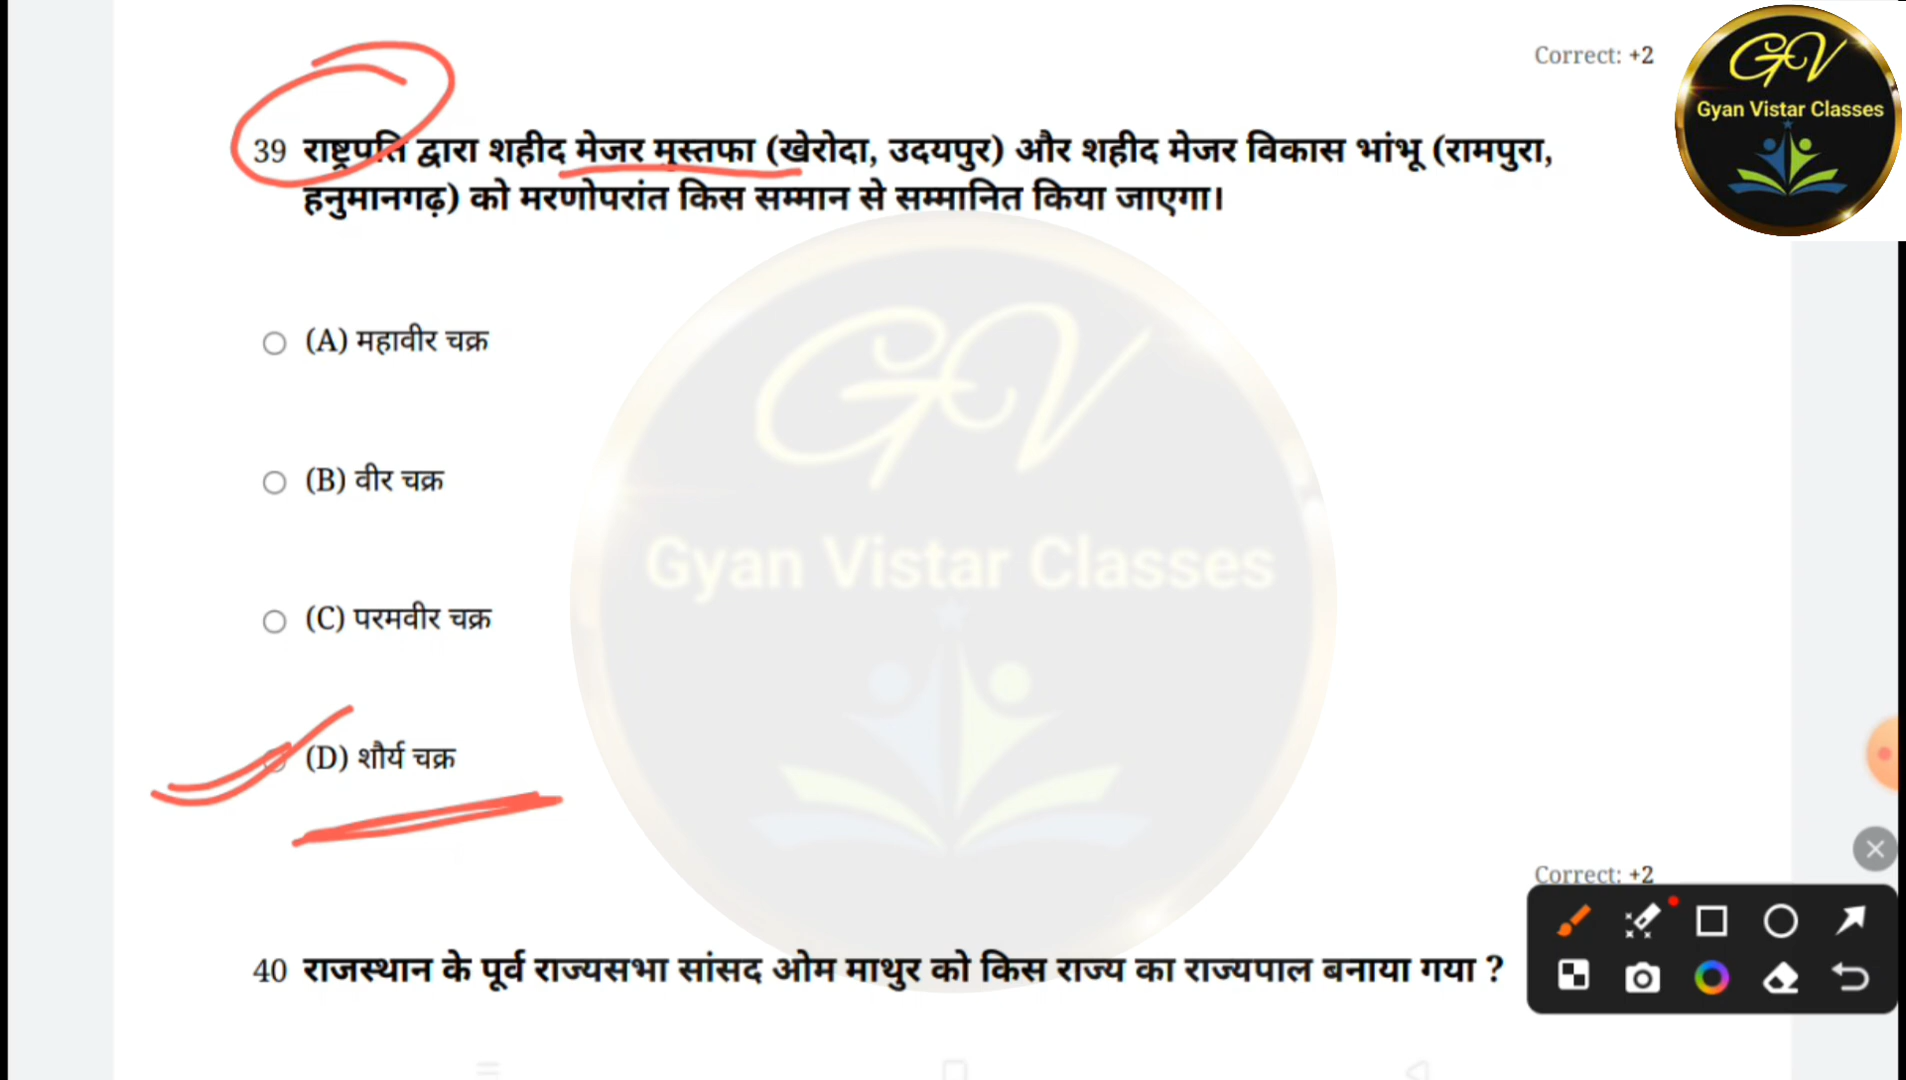 Correct: +2
GV
Gyan Vistar Classes
39 राष्ट्रपति द्वारा शहीद मेजर मुस्तफा (खेरोदा, उदयपुर) और शहीद मेजर विकास भांभू (रामपुरा,
हनुमानगढ़) को मरणोपरांत किस सम्मान से सम्मानित किया जाएगा।
(A) महावीर चक्र
(B) वीर चक्र
GV
Gyan Vistar Classes
(C) परमवीर चक्र
(D) शौर्य चक्र
Correct: +2
40 राजस्थान के पूर्व राज्यसभा सांसद ओम माथुर को किस राज्य का राज्यपाल बनाया गया ?